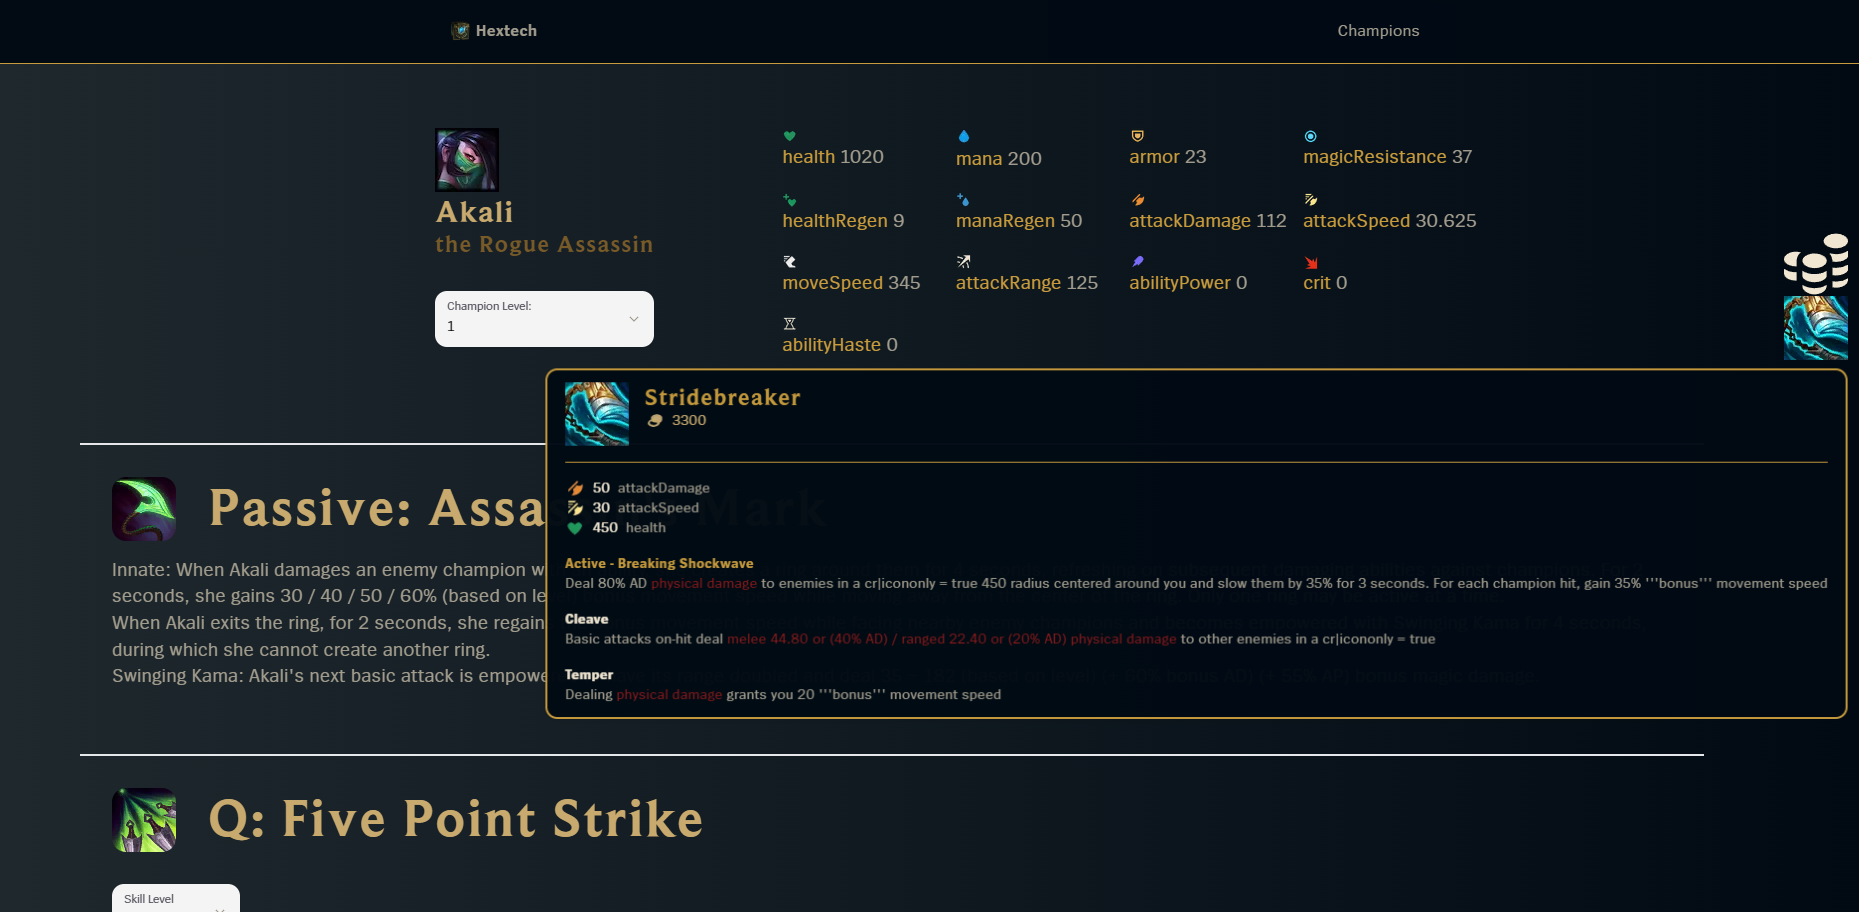 Hextech
Champions
Akali
the Rogue Assassin
Champion Level:
1
health 1020
mana 200
armor 23
magicResistance 37
healthRegen 9
manaRegen 50
attackDamage 112
attackSpeed 30.625
moveSpeed 345
attackRange 125
abilityPower 0
crit 0
abilityHaste 0
Stridebreaker
3300
50 attackDamage
30 attackSpeed
450 health
Active - Breaking Shockwave
Deal 80% AD physical damage to enemies in a cr|icononly = true 450 radius centered around you and slow them by 35% for 3 seconds. For each champion hit, gain 35% '''bonus''' movement speed
Cleave
Basic attacks on-hit deal melee 44.80 or (40% AD) / ranged 22.40 or (20% AD) physical damage to other enemies in a cr|icononly = true
Temper
Dealing physical damage grants you 20 '''bonus''' movement speed
Passive: Assa Mark
Innate: When Akali damages an enemy champion w
seconds, she gains 30 / 40 / 50 / 60% (based on le
When Akali exits the ring, for 2 seconds, she regain
during which she cannot create another ring.
Swinging Kama: Akali's next basic attack is empowe
Q: Five Point Strike
Skill Level